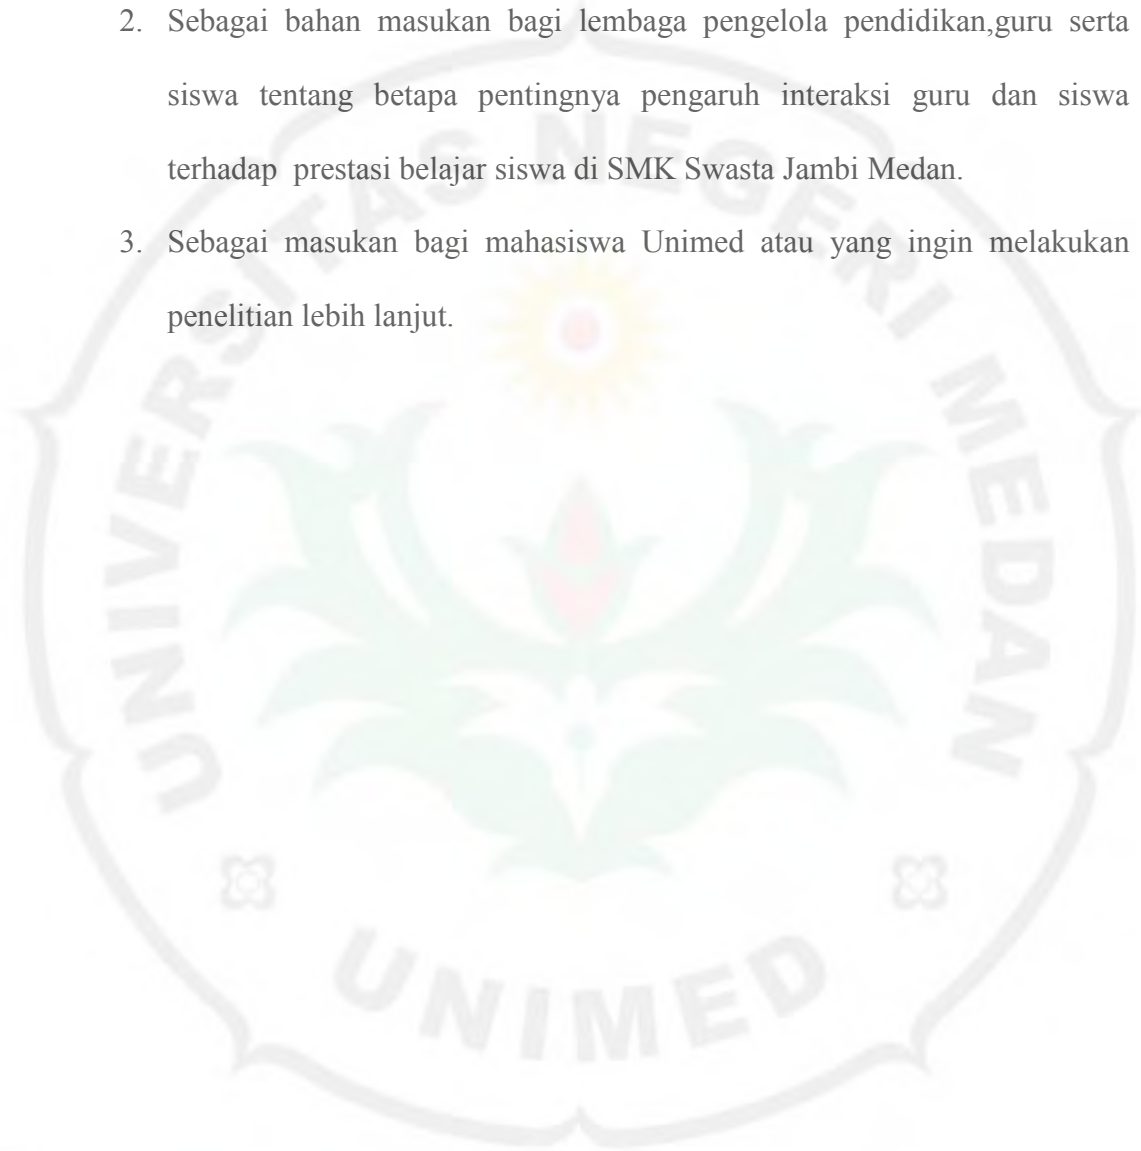 2. Sebagai bahan masukan bagi lembaga pengelola pendidikan,guru serta
siswa tentang betapa pentingnya pengaruh interaksi guru dan siswa
terhadap prestasi belajar siswa di SMK Swasta Jambi Medan.
3. Sebagai masukan bagi mahasiswa Unimed atau yang ingin melakukan
penelitian lebih lanjut.
UNIVERSITAS NEGERI MEDAN
UNIMED